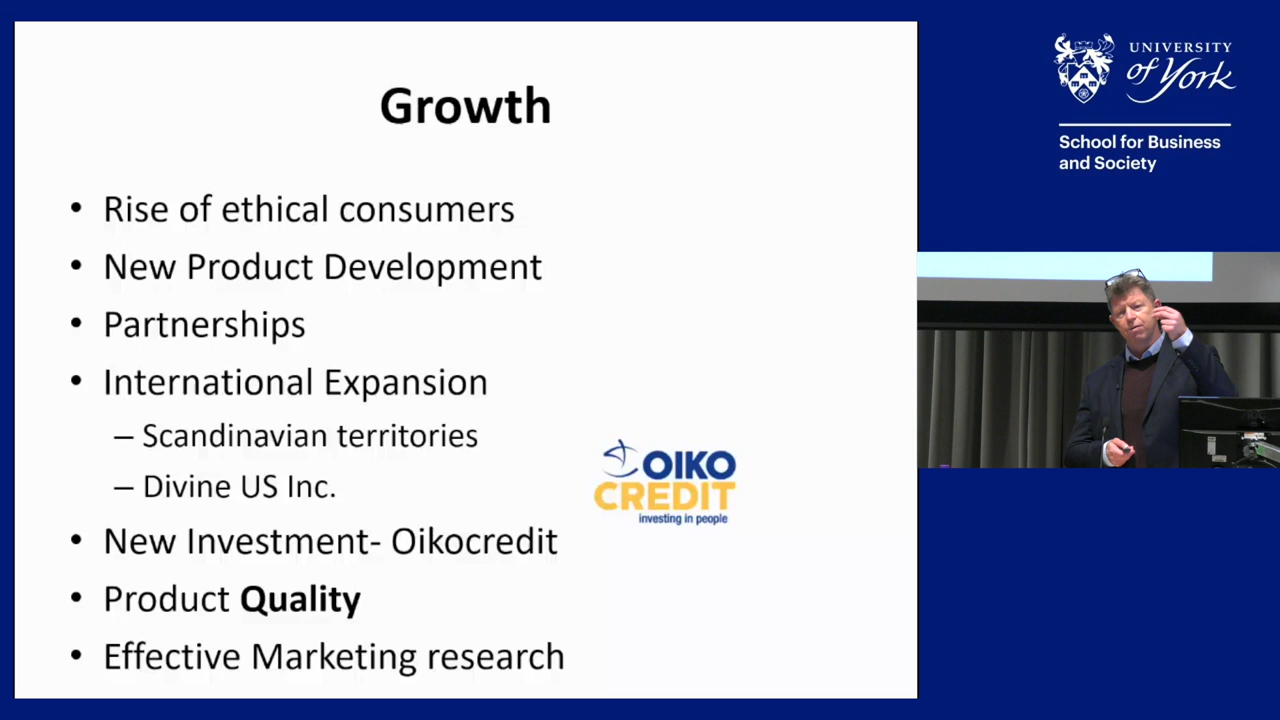 Growth
• Rise of ethical consumers
• New Product Development
• Partnerships
• International Expansion
– Scandinavian territories
– Divine US Inc.
• New Investment- Oikocredit
• Product Quality
• Effective Marketing research
OIKO
CREDIT
investing in people
UNIVERSITY
of York
School for Business
and Society